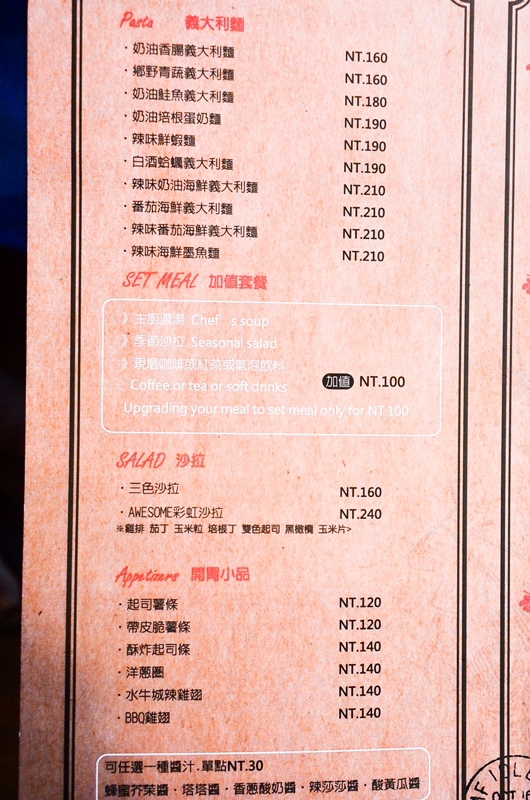 Pasta 義大利麵
·奶油香腸義大利麵 NT.160
·鄉野青蔬義大利麵 NT.160
·奶油鮭魚義大利麵 NT.180
·奶油培根蛋奶麵 NT.190
·辣味鮮蝦麵 NT.190
·白酒蛤蠣義大利麵 NT.190
·辣味奶油海鮮義大利麵 NT.210
·番茄海鮮義大利麵 NT.210
·辣味番茄海鮮義大利麵 NT.210
·辣味海鮮墨魚麵 NT.210
SET MEAL 加值套餐
》主廚濃湯 Chef's soup
》季節沙拉 Seasonal salad
》現磨咖啡或紅茶或氣泡飲料
Coffee or tea or soft drinks 加值 NT.100
Upgrading your meal to set meal only for NT.100
SALAD 沙拉
·三色沙拉 NT.160
·AWESOME彩虹沙拉 NT.240
※雞排 茄丁 玉米粒 培根丁 雙色起司 黑橄欖 玉米片>
Appetizers 開胃小品
·起司薯條 NT.120
·帶皮脆薯條 NT.120
·酥炸起司條 NT.140
·洋蔥圈 NT.140
·水牛城辣雞翅 NT.140
·BBQ雞翅 NT.140
可任選一種醬汁.單點NT.30
蜂蜜芥茉醬·塔塔醬·香蔥酸奶醬·辣莎莎醬·酸黃瓜醬